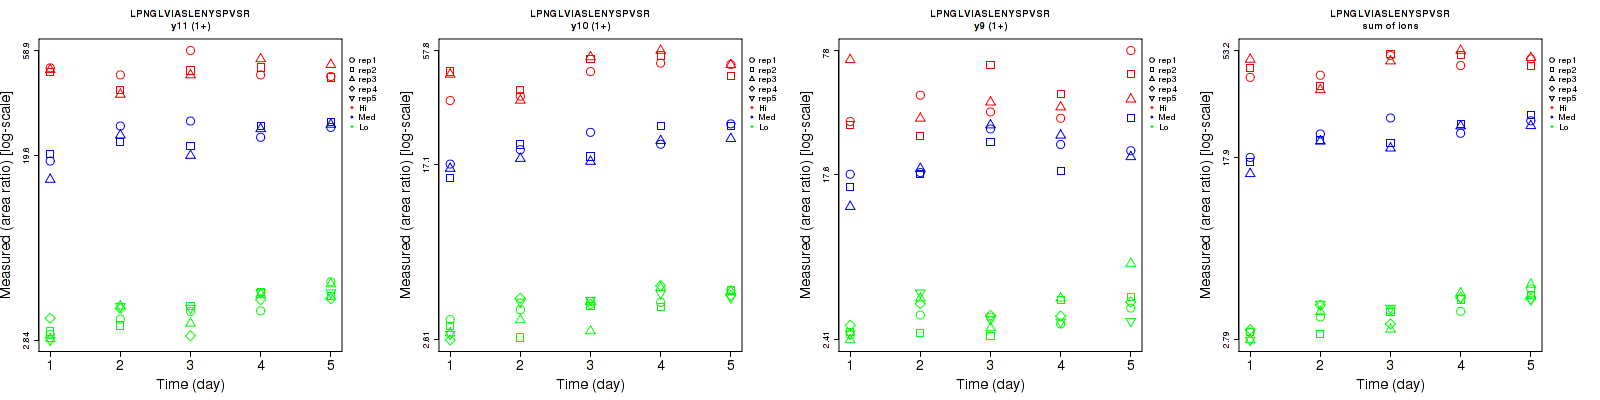 LPNGLVIASLENYSPVSR
y11 (1+)
Measured (area ratio) [log-scale]
58.9
19.6
2.84
1 2 3 4 5
Time (day)
rep1
rep2
rep3
rep4
rep5
Hi
Med
Lo
LPNGLVIASLENYSPVSR
y10 (1+)
Measured (area ratio) [log-scale]
57.8
17.1
2.61
1 2 3 4 5
Time (day)
rep1
rep2
rep3
rep4
rep5
Hi
Med
Lo
LPNGLVIASLENYSPVSR
y9 (1+)
Measured (area ratio) [log-scale]
78
17.6
2.41
1 2 3 4 5
Time (day)
rep1
rep2
rep3
rep4
rep5
Hi
Med
Lo
LPNGLVIASLENYSPVSR
sum of ions
Measured (area ratio) [log-scale]
53.2
17.9
2.79
1 2 3 4 5
Time (day)
rep1
rep2
rep3
rep4
rep5
Hi
Med
Lo